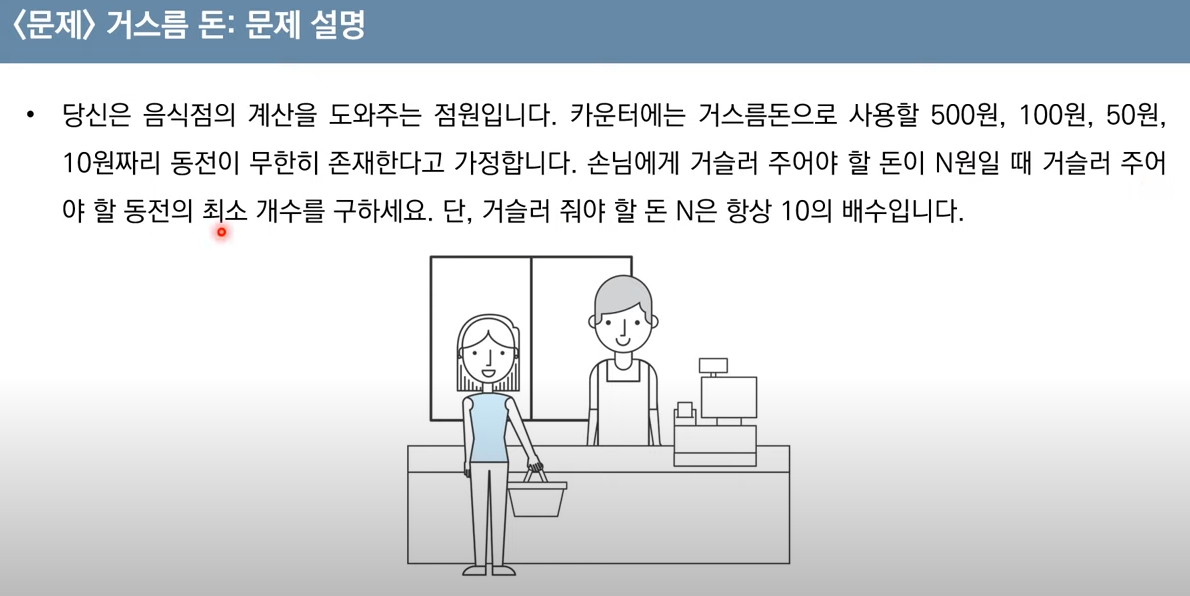 〈문제〉 거스름 돈: 문제 설명
• 당신은 음식점의 계산을 도와주는 점원입니다. 카운터에는 거스름돈으로 사용할 500원, 100원, 50원,
10원짜리 동전이 무한히 존재한다고 가정합니다. 손님에게 거슬러 주어야 할 돈이 N원일 때 거슬러 주어
야 할 동전의 최소 개수를 구하세요. 단, 거슬러 줘야 할 돈 N은 항상 10의 배수입니다.